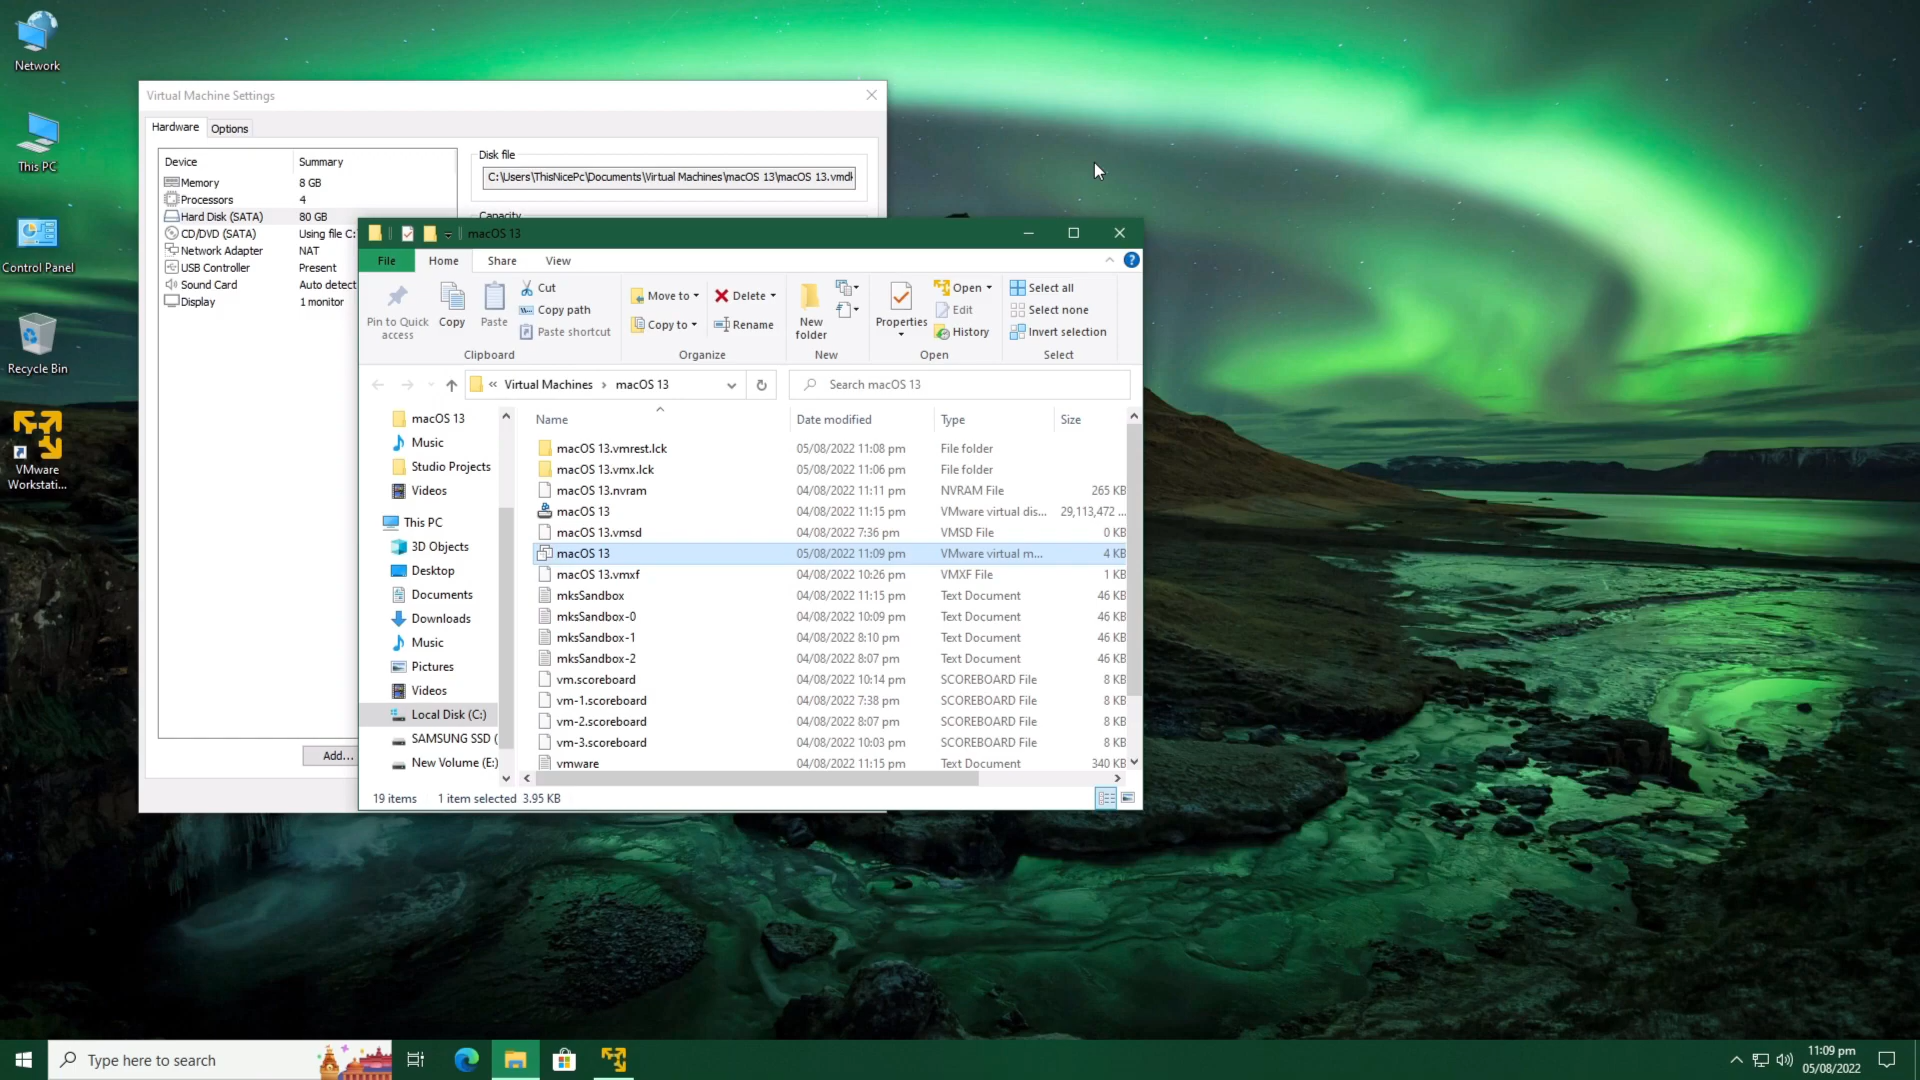 Network
This PC
Control Panel
Recycle Bin
VMware
Workstati...
Virtual Machine Settings
Hardware
Options
Device Summary
Memory 8 GB
Processors 4
Hard Disk (SATA) 80 GB
CD/DVD (SATA) Using file C:
Network Adapter NAT
USB Controller Present
Sound Card Auto detect
Display 1 monitor
Disk file
C:\Users\ThisNicePc\Documents\Virtual Machines\macOS 13\macOS 13.vmdk
Capacity
Add...
macOS 13
File Home Share View
Pin to Quick
access
Copy
Paste
Cut
Copy path
Paste shortcut
Clipboard
Move to
Copy to
Delete
Rename
Organize
New
folder
New
Properties
Open
Edit
History
Open
Select all
Select none
Invert selection
Select
« Virtual Machines › macOS 13
Search macOS 13
macOS 13
Music
Studio Projects
Videos
This PC
3D Objects
Desktop
Documents
Downloads
Music
Pictures
Videos
Local Disk (C:)
SAMSUNG SSD (
New Volume (E:)
Name Date modified Type Size
macOS 13.vmrest.lck 05/08/2022 11:08 pm File folder
macOS 13.vmx.lck 05/08/2022 11:06 pm File folder
macOS 13.nvram 04/08/2022 11:11 pm NVRAM File 265 KB
macOS 13 04/08/2022 11:15 pm VMware virtual dis... 29,113,472 ...
macOS 13.vmsd 04/08/2022 7:36 pm VMSD File 0 KB
macOS 13 05/08/2022 11:09 pm VMware virtual m... 4 KB
macOS 13.vmxf 04/08/2022 10:26 pm VMXF File 1 KB
mksSandbox 04/08/2022 11:15 pm Text Document 46 KB
mksSandbox-0 04/08/2022 10:09 pm Text Document 46 KB
mksSandbox-1 04/08/2022 8:10 pm Text Document 46 KB
mksSandbox-2 04/08/2022 8:07 pm Text Document 46 KB
vm.scoreboard 04/08/2022 10:14 pm SCOREBOARD File 8 KB
vm-1.scoreboard 04/08/2022 7:38 pm SCOREBOARD File 8 KB
vm-2.scoreboard 04/08/2022 8:07 pm SCOREBOARD File 8 KB
vm-3.scoreboard 04/08/2022 10:03 pm SCOREBOARD File 8 KB
vmware 04/08/2022 11:15 pm Text Document 340 KB
19 items 1 item selected 3.95 KB
Type here to search
11:09 pm
05/08/2022